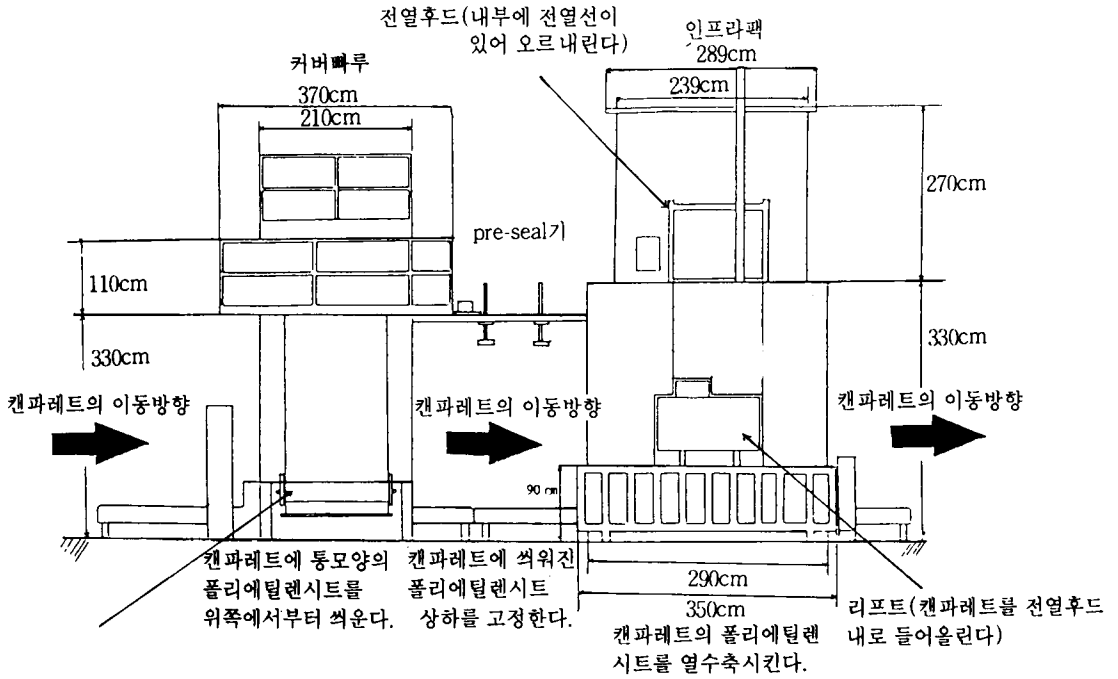 전열후드(내부에 전열선이
있어 오르내린다)
인프라팩
289cm
239cm
커버빠루
370cm
210cm
270cm
pre-seal기
110cm
330cm
330cm
캔파레트의 이동방향
캔파레트의 이동방향
캔파레트의 이동방향
90 cm
캔파레트에 통모양의
폴리에틸렌시트를
위쪽에서부터 씌운다.
캔파레트에 씌워진
폴리에틸렌시트
상하를 고정한다.
290cm
350cm
캔파레트의 폴리에틸렌
시트를 열수축시킨다.
리프트(캔파레트를 전열후드
내로 들어올린다)